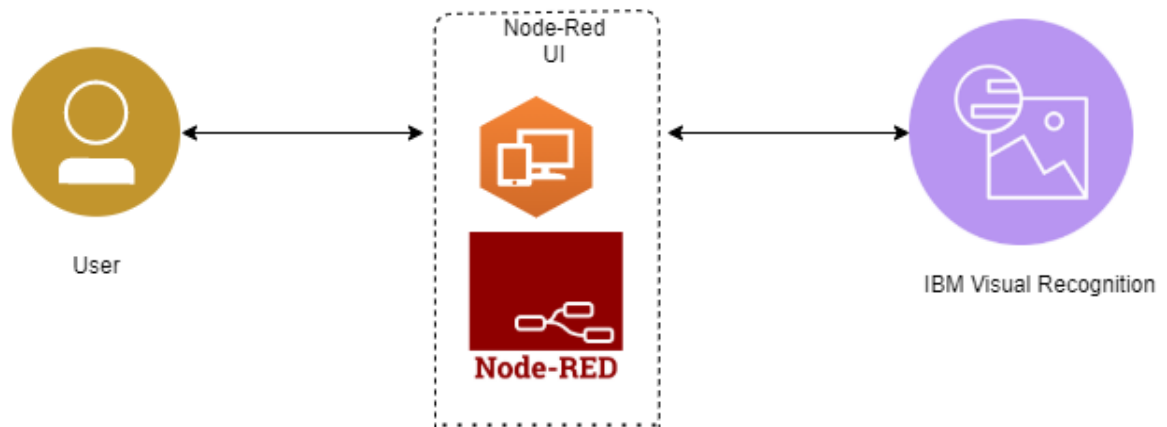 Node-Red
UI
Node-RED
User
IBM Visual Recognition